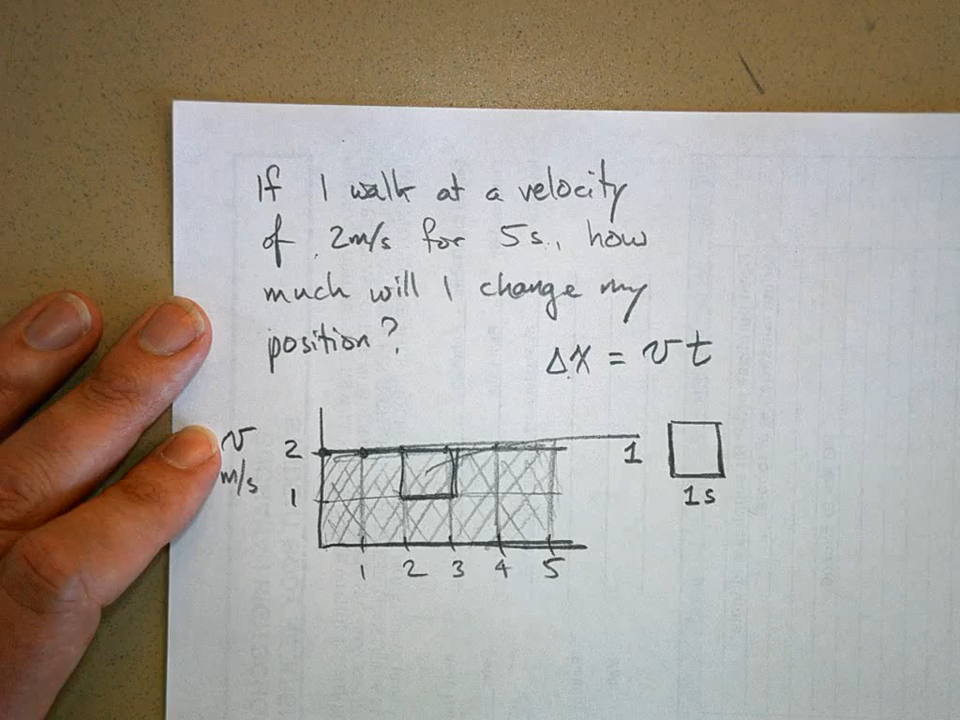 If I walk at a velocity
of 2m/s for 5s, how
much will I change my
position?
Δx = vt
v
m/s
2
1
1 2 3 4 5
1
1s